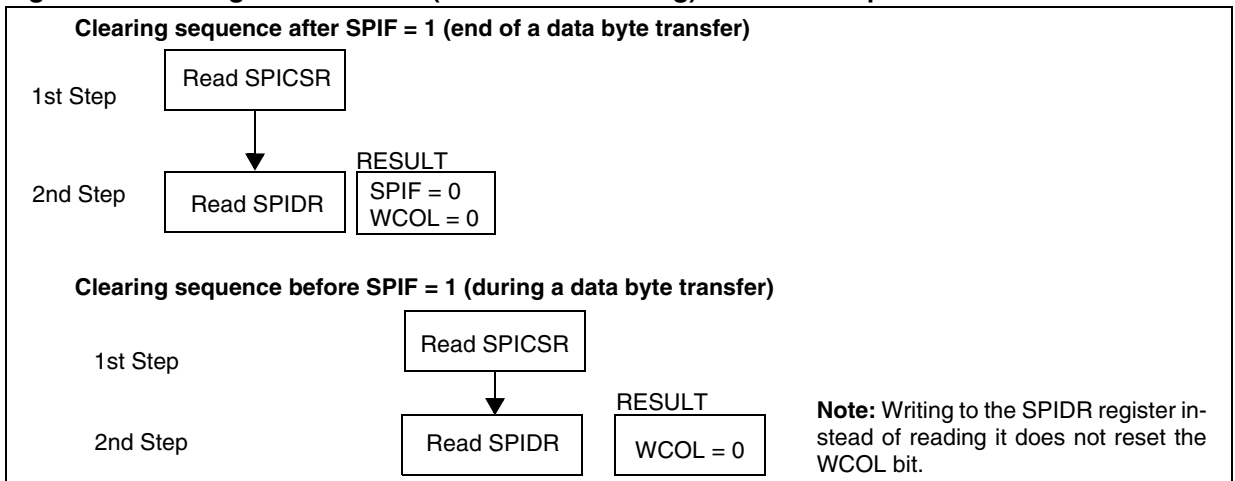 Clearing sequence after SPIF = 1 (end of a data byte transfer)
1st Step
Read SPICSR
2nd Step
Read SPIDR
RESULT
SPIF = 0
WCOL = 0
Clearing sequence before SPIF = 1 (during a data byte transfer)
1st Step
Read SPICSR
2nd Step
Read SPIDR
RESULT
WCOL = 0
Note: Writing to the SPIDR register in-
stead of reading it does not reset the
WCOL bit.